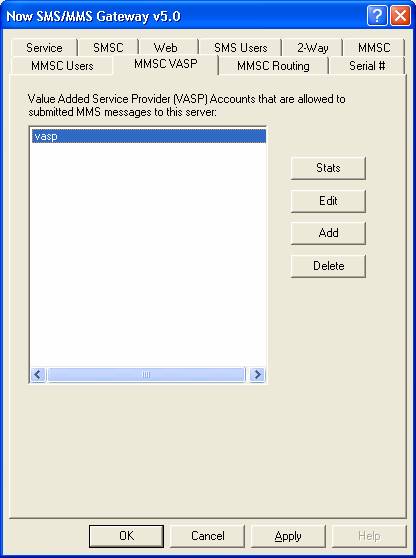 Now SMS/MMS Gateway v5.0
Service SMSC Web SMS Users 2-Way MMSC
MMSC Users MMSC VASP MMSC Routing Serial #
Value Added Service Provider (VASP) Accounts that are allowed to
submitted MMS messages to this server:
vasp
Stats
Edit
Add
Delete
OK Cancel Apply Help